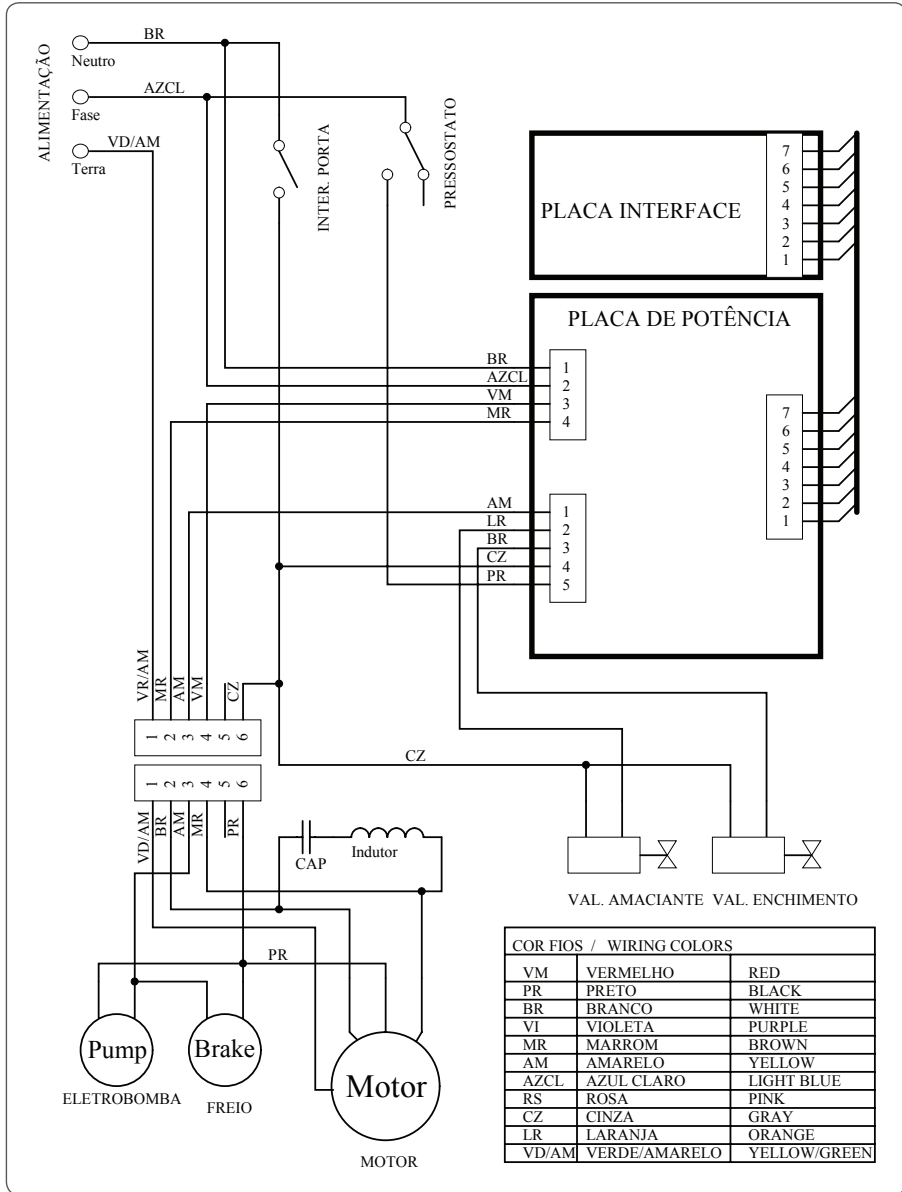 ALIMENTAÇÃO
BR
Neutro
AZCL
Fase
VD/AM
Terra
INTER. PORTA
PRESSOSTATO
PLACA INTERFACE
7
6
5
4
3
2
1
PLACA DE POTÊNCIA
BR 1
AZCL 2
VM 3
MR 4
7
6
5
4
3
2
1
AM 1
LR 2
BR 3
CZ 4
PR 5
VR/AM
MR
AM
VM
CZ
1 2 3 4 5 6
CZ
1 2 3 4 5 6
VD/AM
BR
AM
MR
PR
CAP
Indutor
VAL. AMACIANTE VAL. ENCHIMENTO
PR
Pump
Brake
Motor
ELETROBOMBA
FREIO
MOTOR
COR FIOS / WIRING COLORS
VM VERMELHO RED
PR PRETO BLACK
BR BRANCO WHITE
VI VIOLETA PURPLE
MR MARROM BROWN
AM AMARELO YELLOW
AZCL AZUL CLARO LIGHT BLUE
RS ROSA PINK
CZ CINZA GRAY
LR LARANJA ORANGE
VD/AM VERDE/AMARELO YELLOW/GREEN